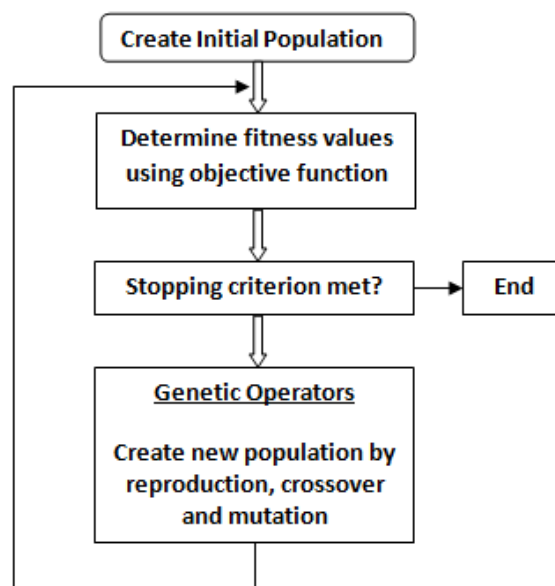 Create Initial Population
Determine fitness values
using objective function
Stopping criterion met?
End
Genetic Operators
Create new population by
reproduction, crossover
and mutation